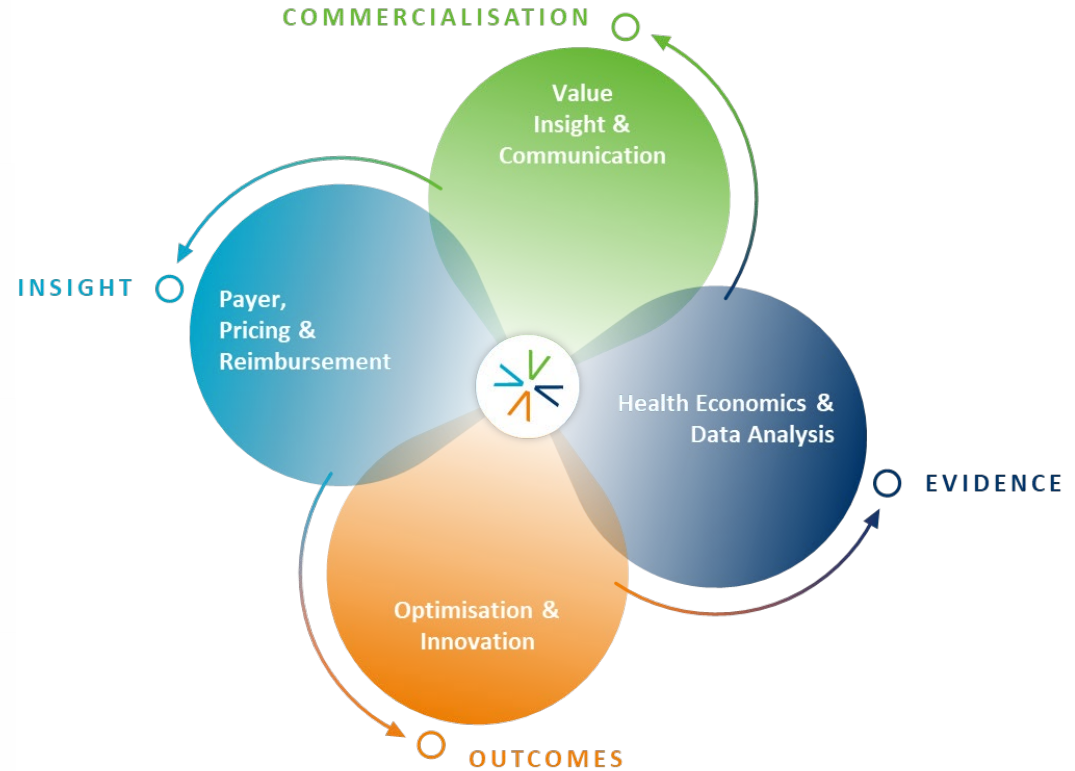 COMMERCIALISATION
Value
Insight &
Communication
INSIGHT
Payer,
Pricing &
Reimbursement
Health Economics &
Data Analysis
EVIDENCE
Optimisation &
Innovation
OUTCOMES